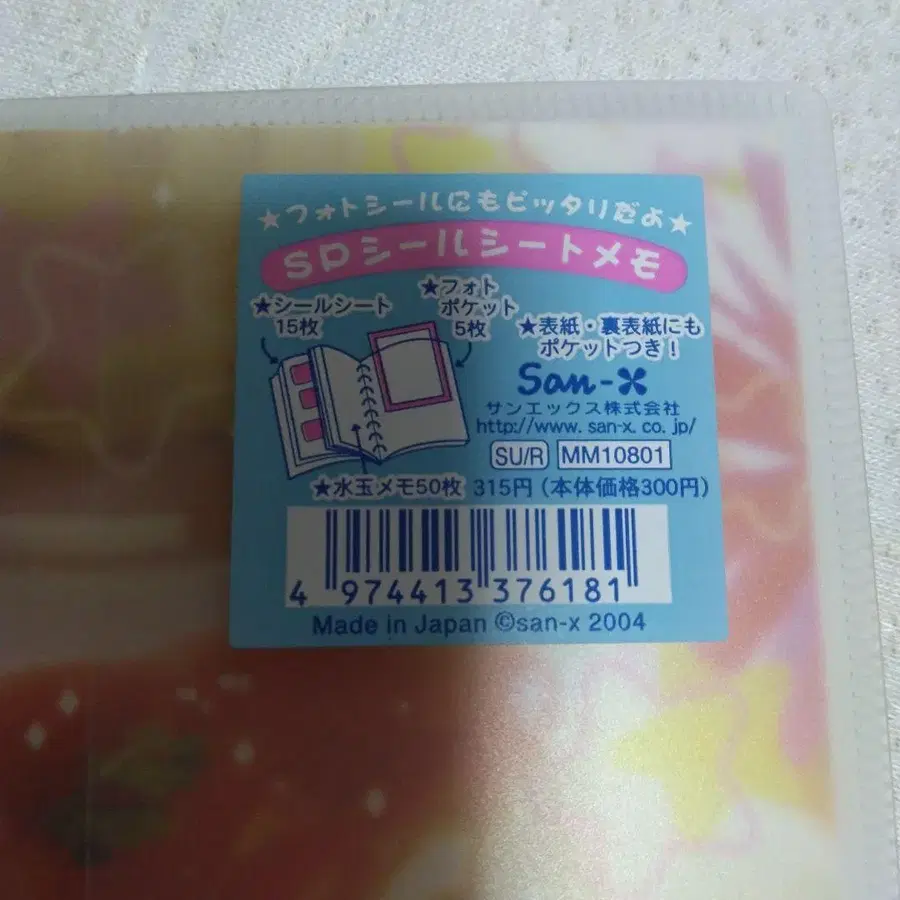 ★フォトシールにもピッタリだよ★
SPシールシートメモ
★シールシート
15枚
★フォト
ポケット
5枚
★表紙・裏表紙にも
ポケットつき！
San-X
サンエックス株式会社
http://www.san-x.co.jp/
SU/R MM10801
★水玉メモ50枚 315円（本体価格300円）
4 974413 376181
Made in Japan ©san-x 2004